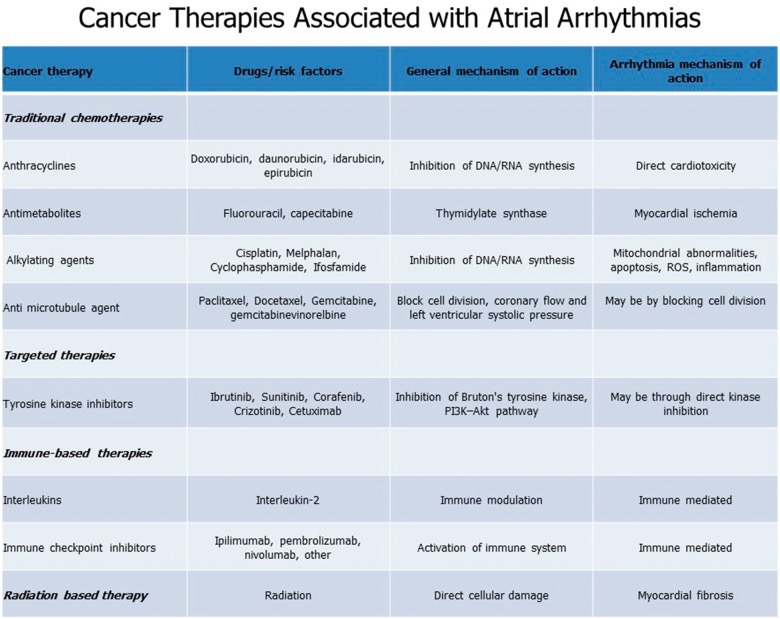 Cancer Therapies Associated with Atrial Arrhythmias
Cancer therapy
Drugs/risk factors
General mechanism of action
Arrhythmia mechanism of
action
Traditional chemotherapies
Anthracyclines
Doxorubicin, daunorubicin, idarubicin,
epirubicin
Inhibition of DNA/RNA synthesis
Direct cardiotoxicity
Antimetabolites
Fluorouracil, capecitabine
Thymidylate synthase
Myocardial ischemia
Alkylating agents
Cisplatin, Melphalan,
Cyclophasphamide, Ifosfamide
Inhibition of DNA/RNA synthesis
Mitochondrial abnormalities,
apoptosis, ROS, inflammation
Anti microtubule agent
Paclitaxel, Docetaxel, Gemcitabine,
gemcitabinevinorelbine
Block cell division, coronary flow and
left ventricular systolic pressure
May be by blocking cell division
Targeted therapies
Tyrosine kinase inhibitors
Ibrutinib, Sunitinib, Corafenib,
Crizotinib, Cetuximab
Inhibition of Bruton's tyrosine kinase,
PI3K–Akt pathway
May be through direct kinase
inhibition
Immune-based therapies
Interleukins
Interleukin-2
Immune modulation
Immune mediated
Immune checkpoint inhibitors
Ipilimumab, pembrolizumab,
nivolumab, other
Activation of immune system
Immune mediated
Radiation based therapy
Radiation
Direct cellular damage
Myocardial fibrosis